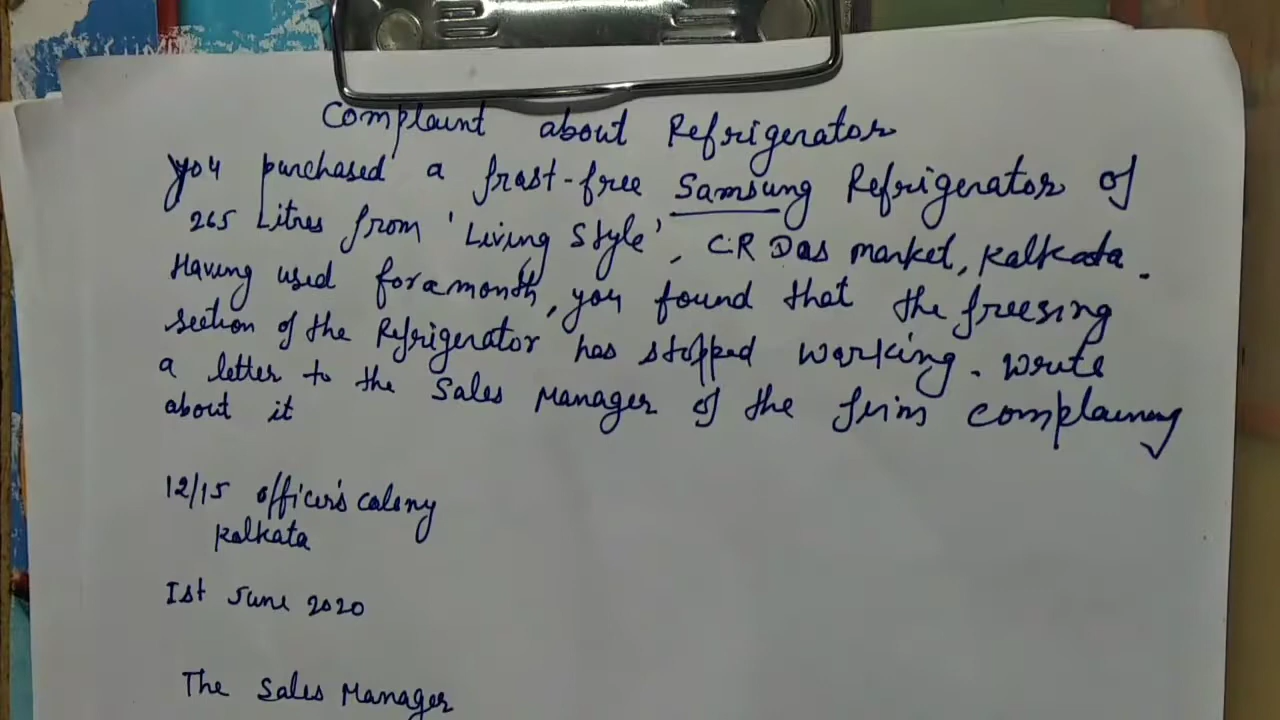 Complaint about Refrigerator
you purchased a frost-free Samsung Refrigerator of
265 Litres from 'Living Style', C.R Das market, Kolkata.
Having used for a month, you found that the freesing
section of the Refrigerator has stopped working. Write
a letter to the Sales Manager of the firm complaining
about it
12/15 officer's colony
Kolkata
Ist June 2020
The Sales Manager